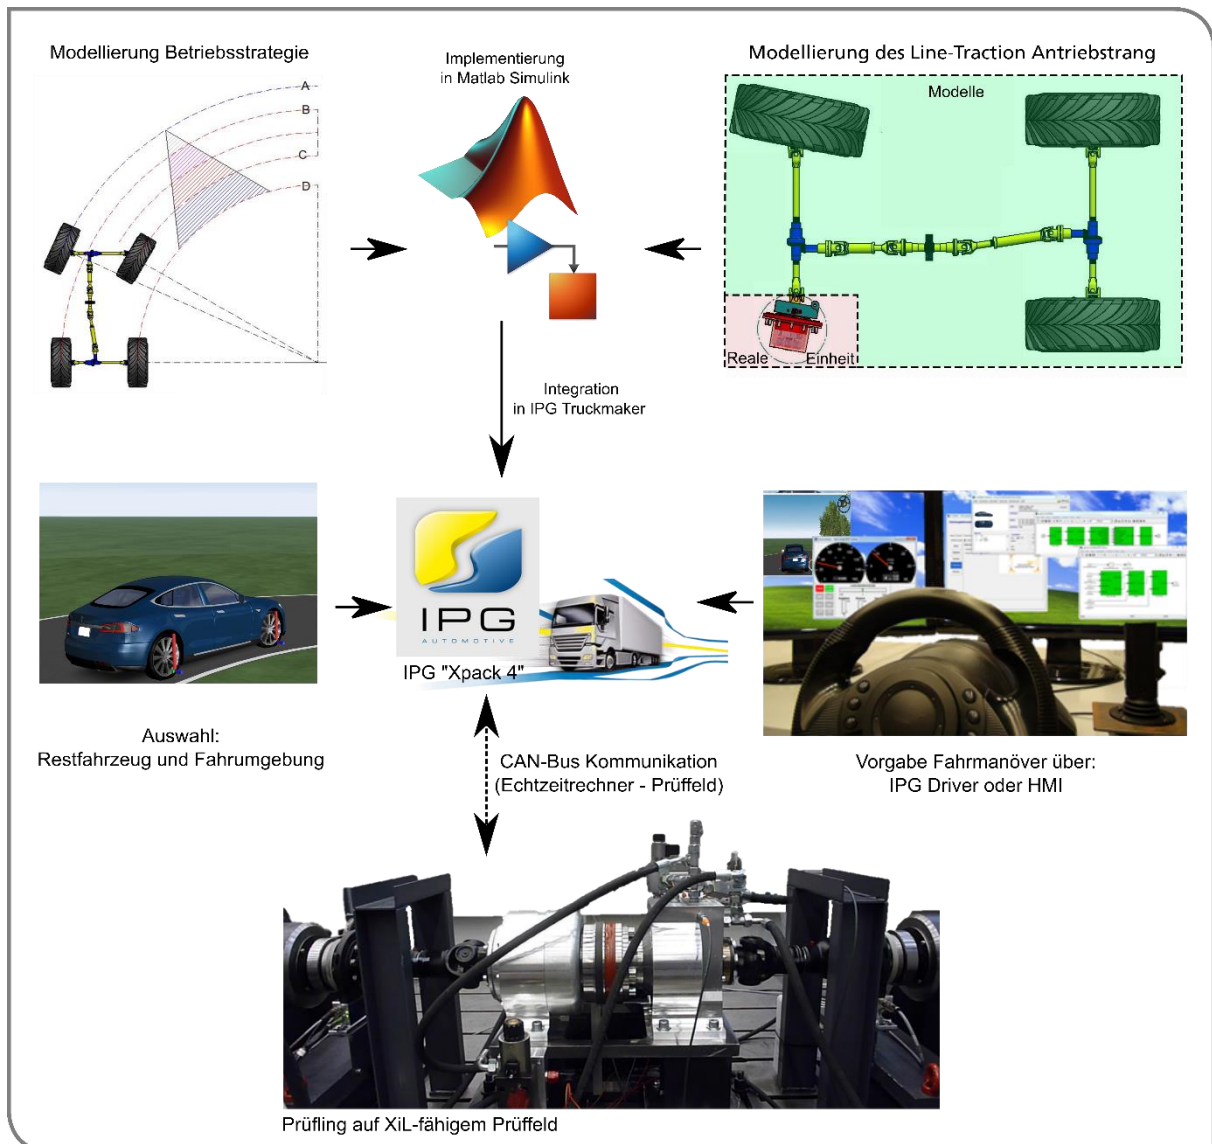 Modellierung Betriebsstrategie
Implementierung
in Matlab Simulink
Modellierung des Line-Traction Antriebstrang
Modelle
A
B
C
D
Reale Einheit
Integration
in IPG Truckmaker
IPG
AUTOMOTIVE
IPG "Xpack 4"
Auswahl:
Restfahrzeug und Fahrumgebung
CAN-Bus Kommunikation
(Echtzeitrechner - Prüffeld)
Vorgabe Fahrmanöver über:
IPG Driver oder HMI
Prüfling auf XiL-fähigem Prüffeld